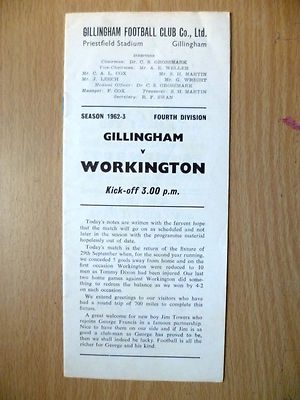 GILLINGHAM FOOTBALL CLUB Co., Ltd.
Priestfield Stadium Gillingham
DIRECTORS
Chairman: Dr. C. S. GROSSMARK
Vice-Chairman: Mr. A. E. WELLER
Mr. C. A. L. COX, Mr. S. H. MARTIN
Mr. J. LEECH Mr. G. WRIGHT
Medical Officer: Dr. C. S. GROSSMARK
Manager: F. COX Treasurer: S. H. MARTIN
Secretary: R. F. SWAN
SEASON 1962-3 FOURTH DIVISION
GILLINGHAM
v
WORKINGTON
Kick-off 3.00 p.m.
Today's notes are written with the fervent hope
that the match will go on as scheduled and not
later in the season with the programme material
hopelessly out of date.
Today's match is the return of the fixture of
29th September when, for the second year running,
we conceded 5 goals away from home and on the
first occasion Workington were reduced to 10
men as Tommy Dixon had been injured. Our last
two home games against Workington did some-
thing to redress the balance as we won by 4-2
on each occasion.
We extend greetings to our visitors who have
had a round trip of 700 miles to complete this
fixture.
A great welcome for new boy Jim Towers who
rejoins George Francis in a famous partnership.
Nice to have them on our side and if Jim is as
good a club-man as George has proved to be,
then we shall indeed be lucky. Football is all the
richer for George and his kind.